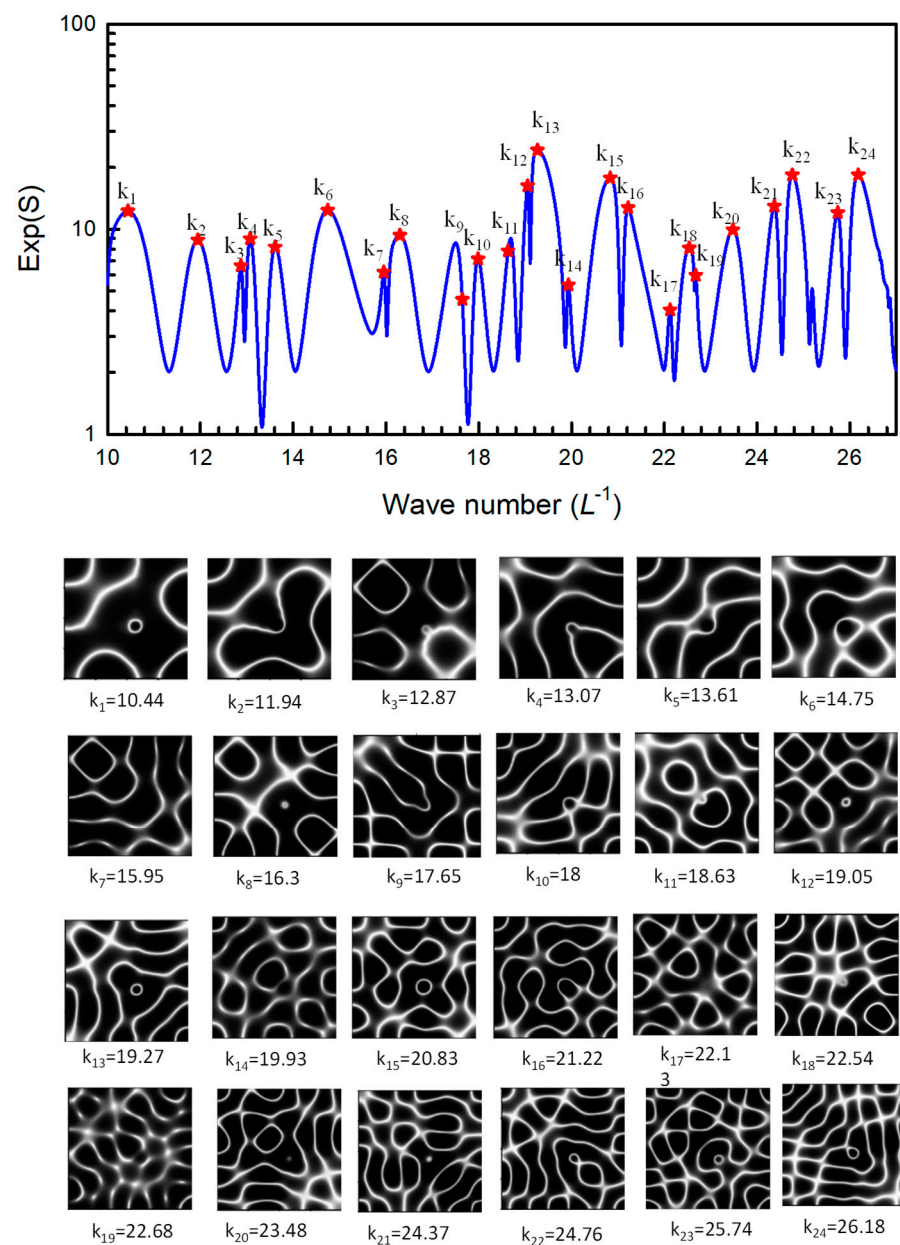 100
k₁₃
k₁₂
k₁₅
k₂₂
k₂₄
k₁
k₆
k₁₆
k₂₁
k₂₃
k₈
k₉
k₁₁
k₂
k₄
k₅
k₃
k₇
k₁₀
k₁₄
k₁₈
k₂₀
k₁₉
k₁₇
Exp(S)
10
1
10 12 14 16 18 20 22 24 26
Wave number (L⁻¹)
k₁=10.44 k₂=11.94 k₃=12.87 k₄=13.07 k₅=13.61 k₆=14.75
k₇=15.95 k₈=16.3 k₉=17.65 k₁₀=18 k₁₁=18.63 k₁₂=19.05
k₁₃=19.27 k₁₄=19.93 k₁₅=20.83 k₁₆=21.22 k₁₇=22.1 k₁₈=22.54
3
k₁₉=22.68 k₂₀=23.48 k₂₁=24.37 k₂₂=24.76 k₂₃=25.74 k₂₄=26.18